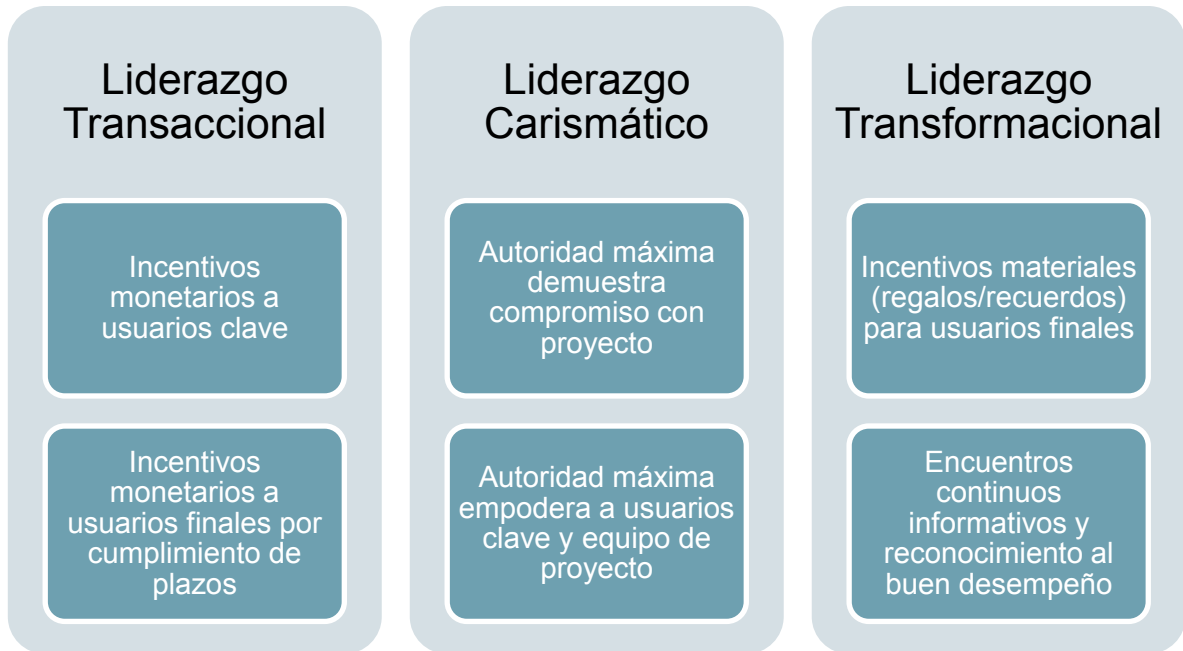 Liderazgo
Transaccional
Incentivos
monetarios a
usuarios clave
Incentivos
monetarios a
usuarios finales por
cumplimiento de
plazos
Liderazgo
Carismático
Autoridad máxima
demuestra
compromiso con
proyecto
Autoridad máxima
empodera a usuarios
clave y equipo de
proyecto
Liderazgo
Transformacional
Incentivos materiales
(regalos/recuerdos)
para usuarios finales
Encuentros
continuos
informativos y
reconocimiento al
buen desempeño